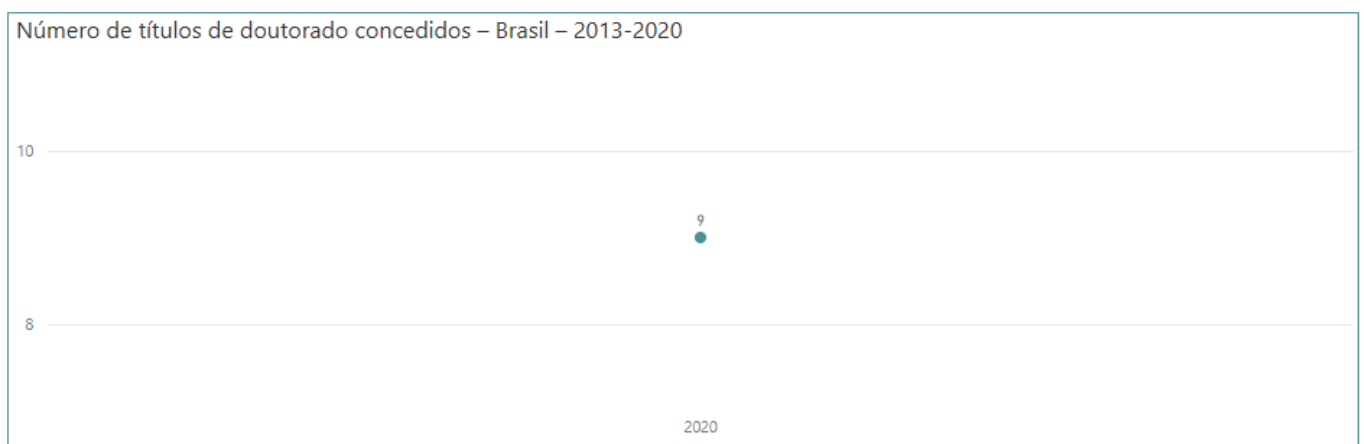 Número de títulos de doutorado concedidos – Brasil – 2013-2020
10
9
8
2020